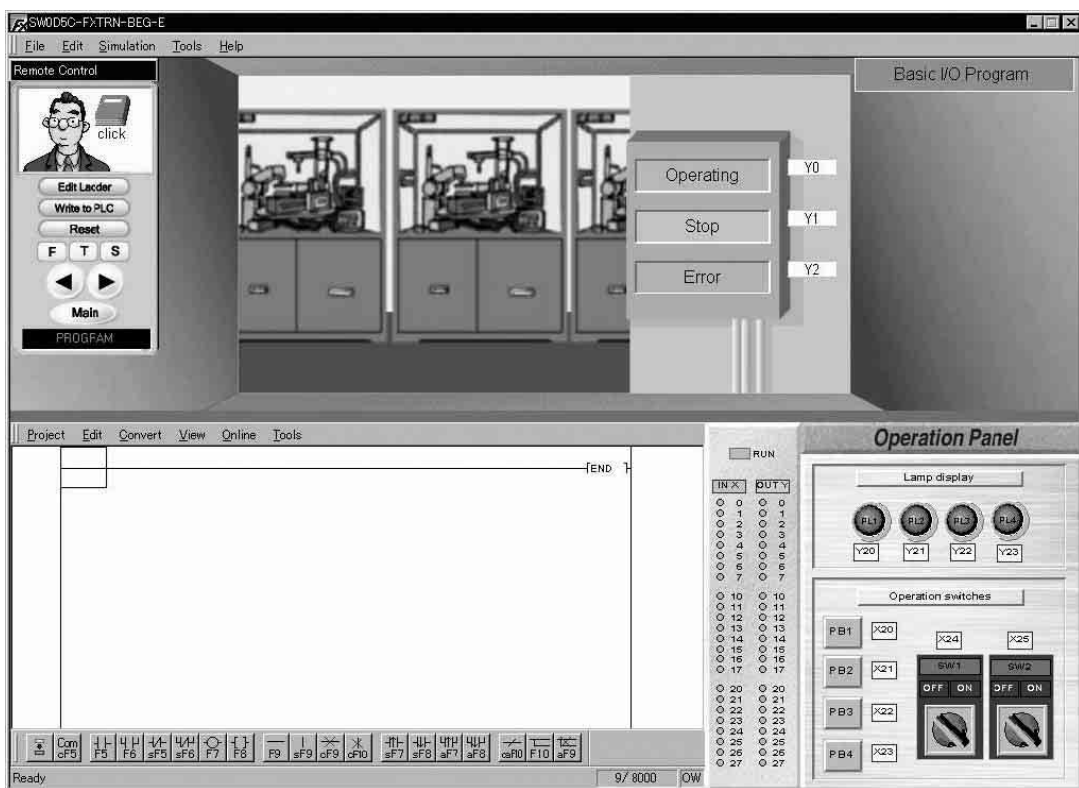 SW0D5C-FXTRN-BEG-E
File Edit Simulation Tools Help
Remote Control
click
Edit Ladder
Write to PLC
Reset
F T S
Main
PROGRAM
Basic I/O Program
Operating Y0
Stop Y1
Error Y2
Project Edit Convert View Online Tools
END
RUN
IN X OUT Y
0 0
1 1
2 2
3 3
4 4
5 5
6 6
7 7
10 10
11 11
12 12
13 13
14 14
15 15
16 16
17 17
20 20
21 21
22 22
23 23
24 24
25 25
26 26
27 27
Operation Panel
Lamp display
PL1 PL2 PL3 PL4
Y20 Y21 Y22 Y23
Operation switches
PB1 X20
PB2 X21
PB3 X22
PB4 X23
X24 X25
SW1 SW2
OFF ON OFF ON
Com
cF5 F5 F6 sF5 sF6 F7 F8 F9 sF9 cF9 cF10 sF7 sF8 aF7 aF8 caF10 F10 aF9
Ready 9/ 8000 OW